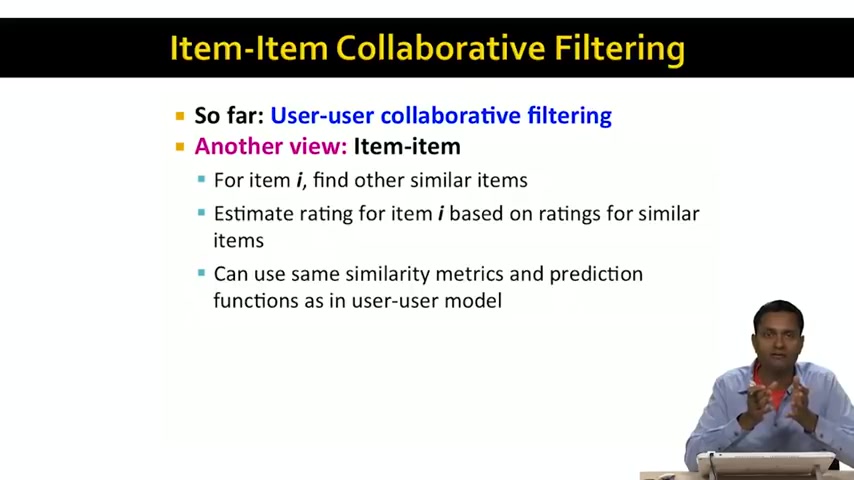 Item-Item Collaborative Filtering
So far: User-user collaborative filtering
Another view: Item-item
For item i, find other similar items
Estimate rating for item i based on ratings for similar
items
Can use same similarity metrics and prediction
functions as in user-user model